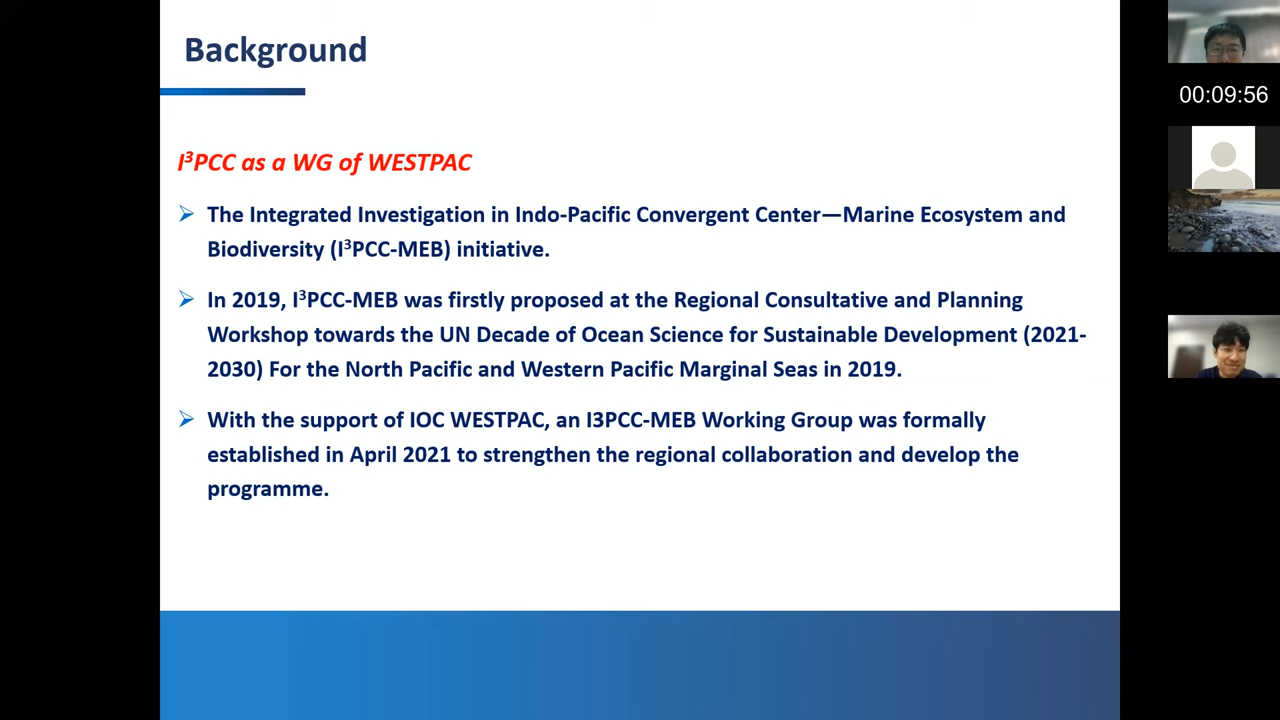 Background
I³PCC as a WG of WESTPAC
The Integrated Investigation in Indo-Pacific Convergent Center—Marine Ecosystem and
Biodiversity (I³PCC-MEB) initiative.
In 2019, I³PCC-MEB was firstly proposed at the Regional Consultative and Planning
Workshop towards the UN Decade of Ocean Science for Sustainable Development (2021-
2030) For the North Pacific and Western Pacific Marginal Seas in 2019.
With the support of IOC WESTPAC, an I3PCC-MEB Working Group was formally
established in April 2021 to strengthen the regional collaboration and develop the
programme.
00:09:56